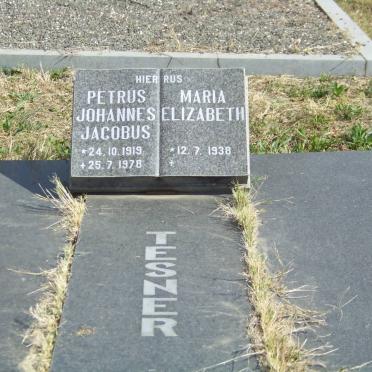 HIER RUS
PETRUS
JOHANNES
JACOBUS
*24.10.1919
+25.7.1978
MARIA
ELIZABETH
*12.7.1938
+
TESNER